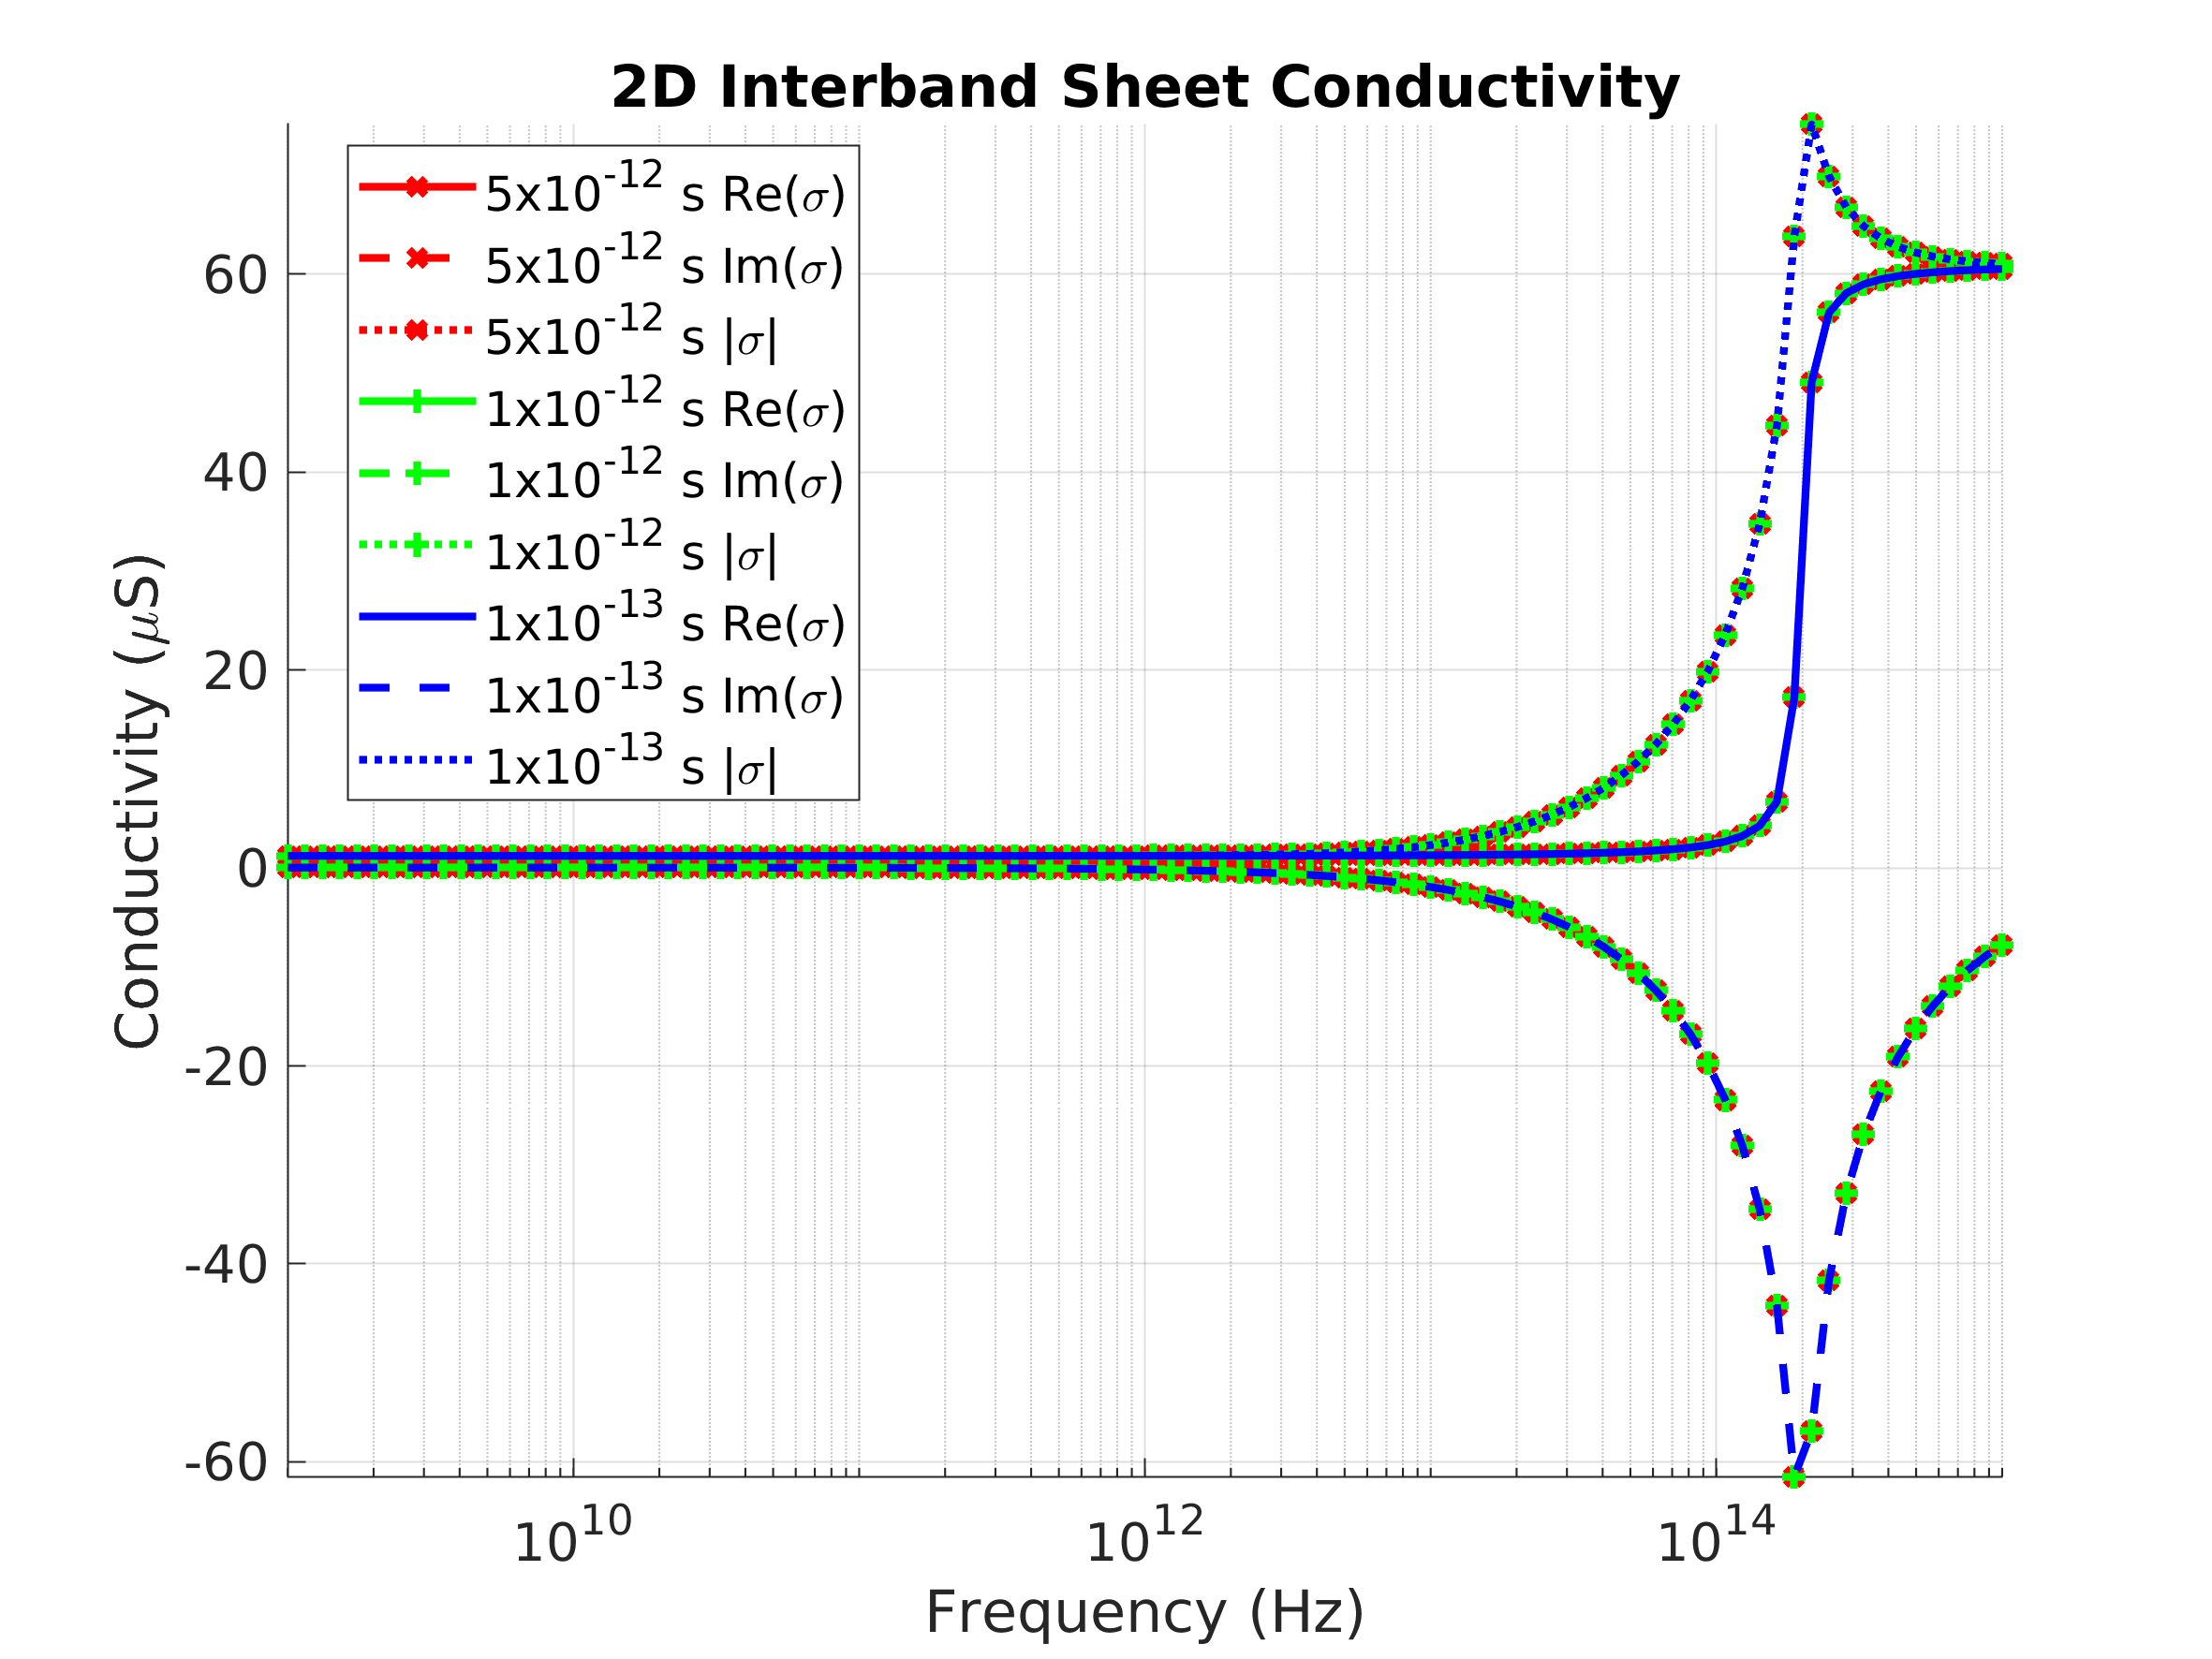 2D Interband Sheet Conductivity
5x10^-12 s Re(σ)
5x10^-12 s Im(σ)
5x10^-12 s |σ|
1x10^-12 s Re(σ)
1x10^-12 s Im(σ)
1x10^-12 s |σ|
1x10^-13 s Re(σ)
1x10^-13 s Im(σ)
1x10^-13 s |σ|
60
40
20
0
-20
-40
-60
Conductivity (μS)
10^10 10^12 10^14
Frequency (Hz)